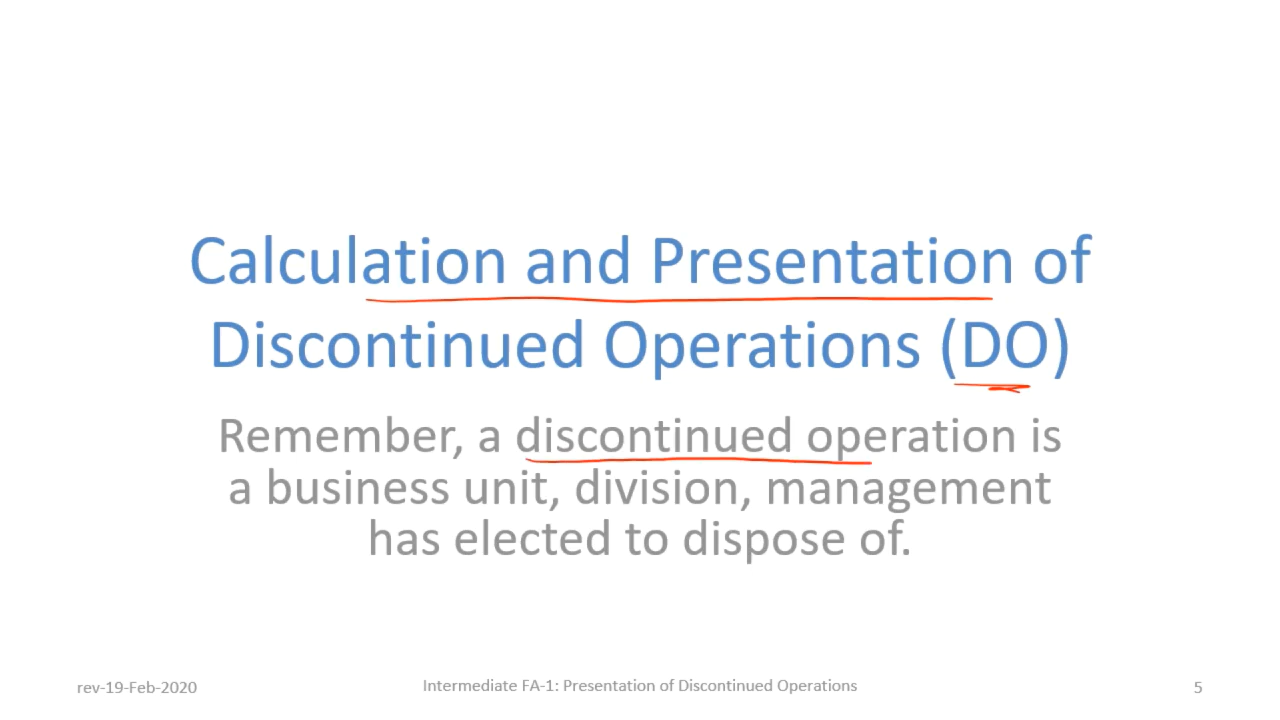 Calculation and Presentation of
Discontinued Operations (DO)
Remember, a discontinued operation is
a business unit, division, management
has elected to dispose of.
rev-19-Feb-2020
Intermediate FA-1: Presentation of Discontinued Operations
5